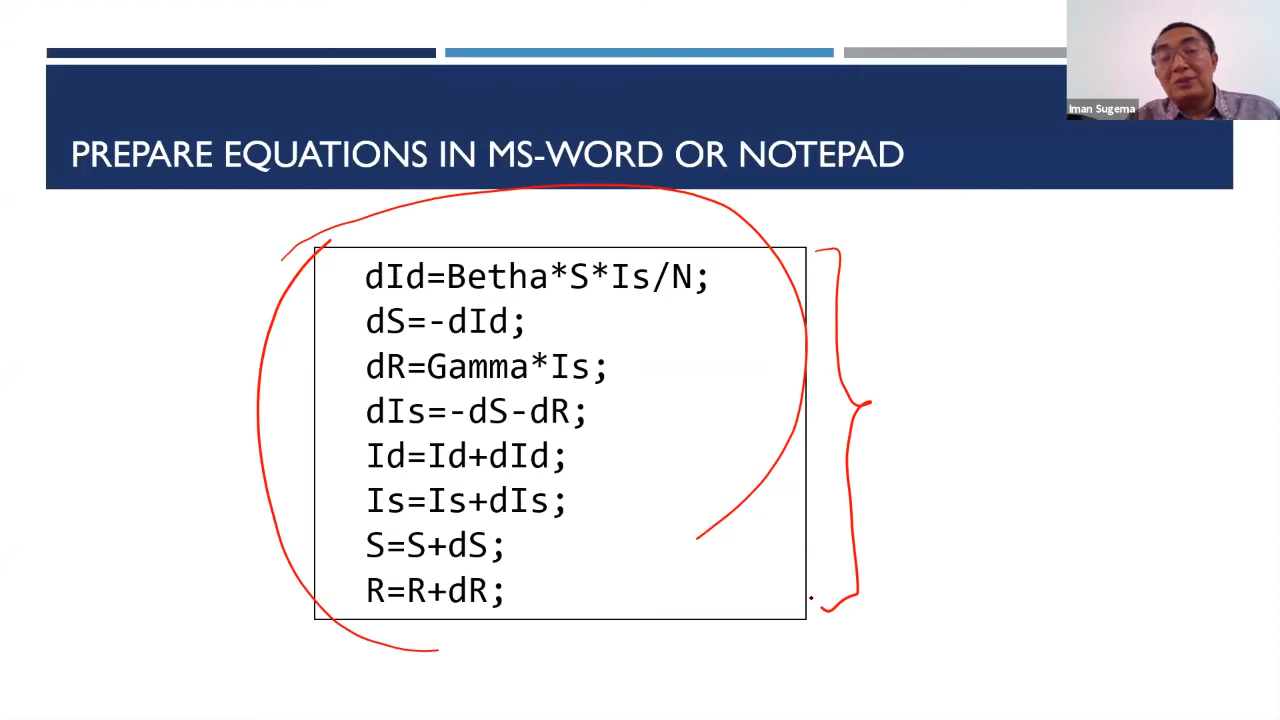 Iman Sugema
PREPARE EQUATIONS IN MS-WORD OR NOTEPAD
dId=Betha*S*Is/N;
dS=-dId;
dR=Gamma*Is;
dIs=-dS-dR;
Id=Id+dId;
Is=Is+dIs;
S=S+dS;
R=R+dR;